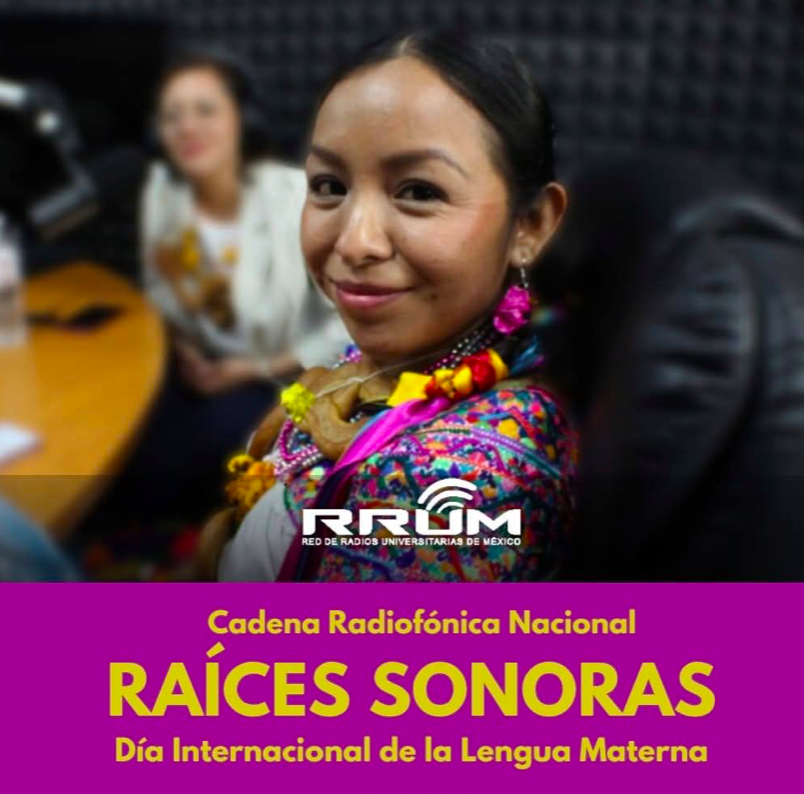 RRUM
RED DE RADIOS UNIVERSITARIAS DE MÉXICO
Cadena Radiofónica Nacional
RAÍCES SONORAS
Día Internacional de la Lengua Materna